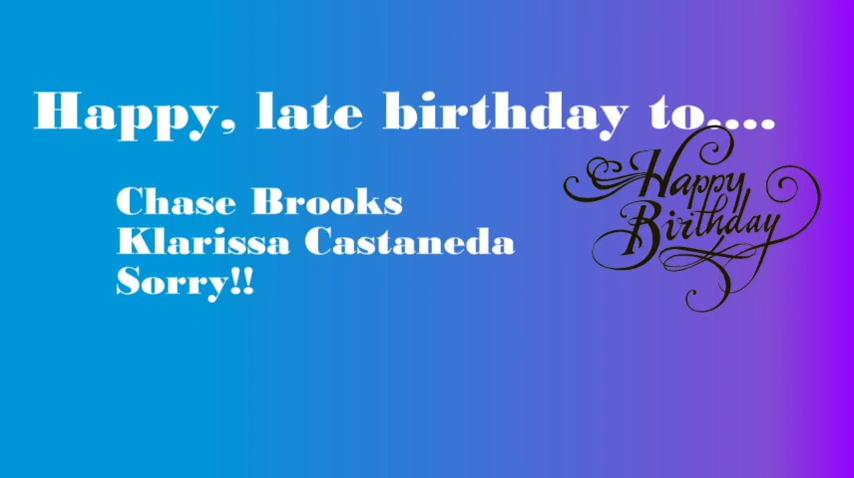 Happy, late birthday to....
Chase Brooks
Klarissa Castaneda
Sorry!!
Happy
Birthday